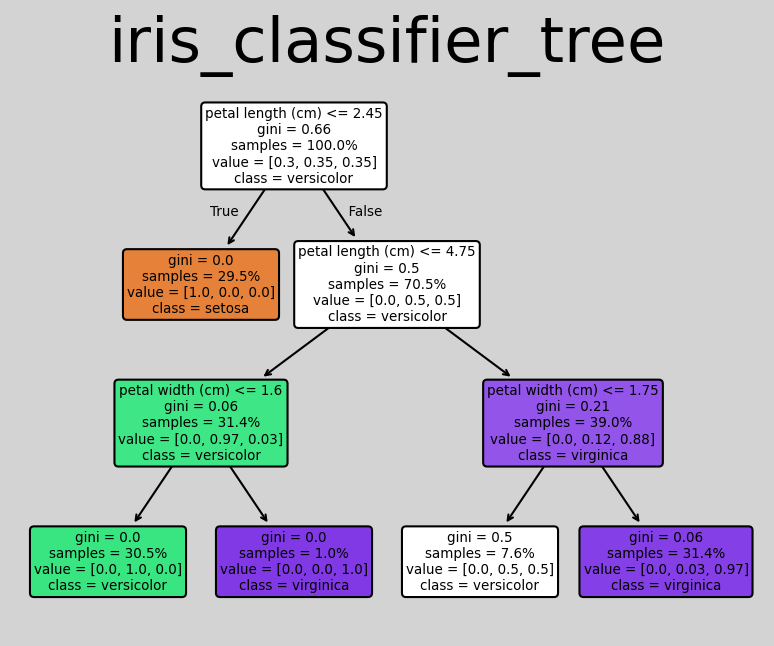 iris_classifier_tree
petal length (cm) <= 2.45
gini = 0.66
samples = 100.0%
value = [0.3, 0.35, 0.35]
class = versicolor
True
False
gini = 0.0
samples = 29.5%
value = [1.0, 0.0, 0.0]
class = setosa
petal length (cm) <= 4.75
gini = 0.5
samples = 70.5%
value = [0.0, 0.5, 0.5]
class = versicolor
petal width (cm) <= 1.6
gini = 0.06
samples = 31.4%
value = [0.0, 0.97, 0.03]
class = versicolor
petal width (cm) <= 1.75
gini = 0.21
samples = 39.0%
value = [0.0, 0.12, 0.88]
class = virginica
gini = 0.0
samples = 30.5%
value = [0.0, 1.0, 0.0]
class = versicolor
gini = 0.0
samples = 1.0%
value = [0.0, 0.0, 1.0]
class = virginica
gini = 0.5
samples = 7.6%
value = [0.0, 0.5, 0.5]
class = versicolor
gini = 0.06
samples = 31.4%
value = [0.0, 0.03, 0.97]
class = virginica